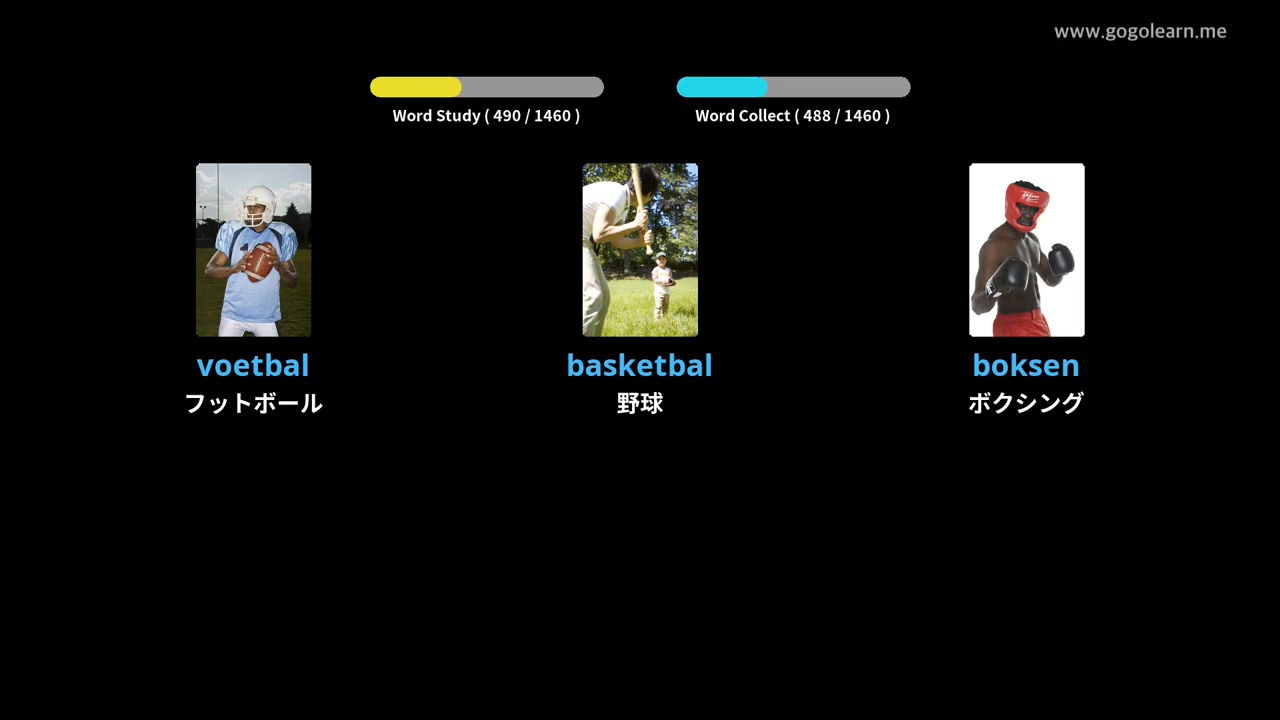 www.gogolearn.me
Word Study ( 490 / 1460 )
Word Collect ( 488 / 1460 )
voetbal
フットボール
basketbal
野球
boksen
ボクシング